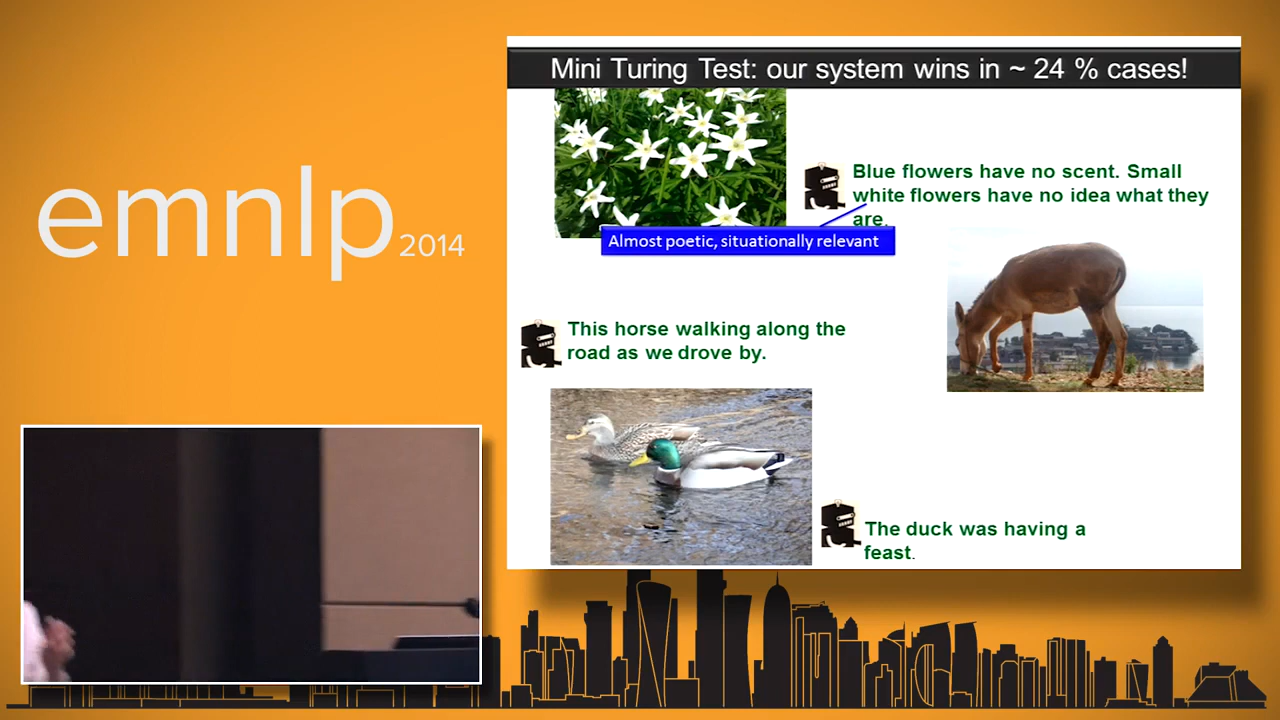 emnlp 2014
Mini Turing Test: our system wins in ~ 24 % cases!
Blue flowers have no scent. Small
white flowers have no idea what they
are.
Almost poetic, situationally relevant
This horse walking along the
road as we drove by.
The duck was having a
feast.